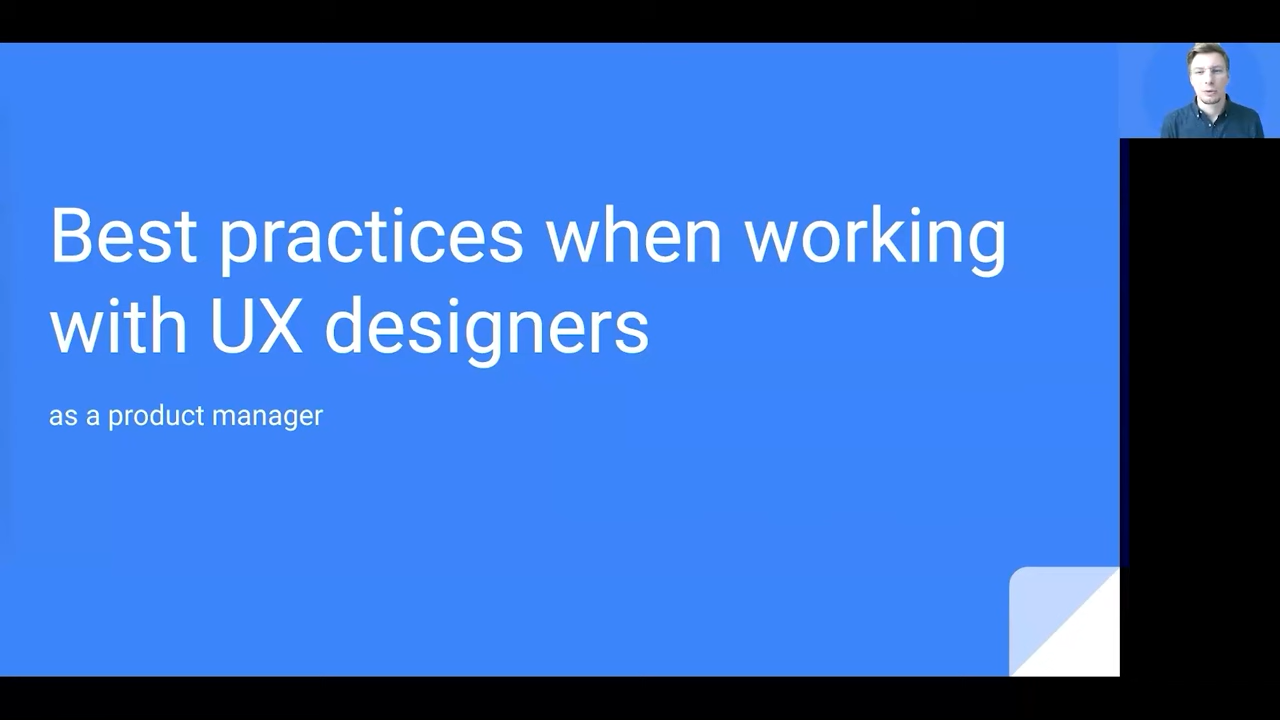 Best practices when working
with UX designers
as a product manager